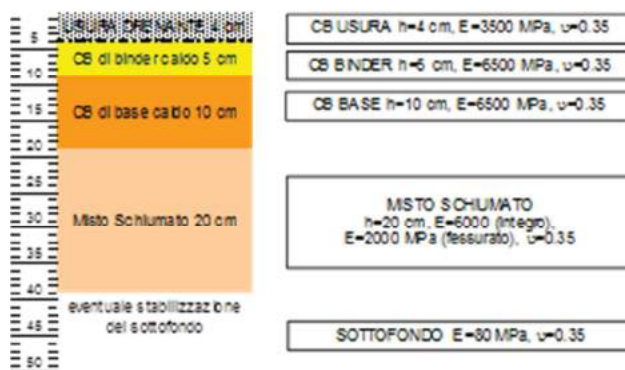 USURA DRENANTE cm
CB di binder caldo 5 cm
CB di base caldo 10 cm
Misto Schiumato 20 cm
eventuale stabilizzazione
del sottofondo
5
10
15
20
25
30
35
40
45
50
CB USURA h=4 cm, E=3500 MPa, υ=0.35
CB BINDER h=5 cm, E=6500 MPa, υ=0.35
CB BASE h=10 cm, E=6500 MPa, υ=0.35
MISTO SCHIUMATO
h=20 cm, E=6000 (integro),
E=2000 MPa (fessurato), υ=0.35
SOTTOFONDO E=80 MPa, υ=0.35